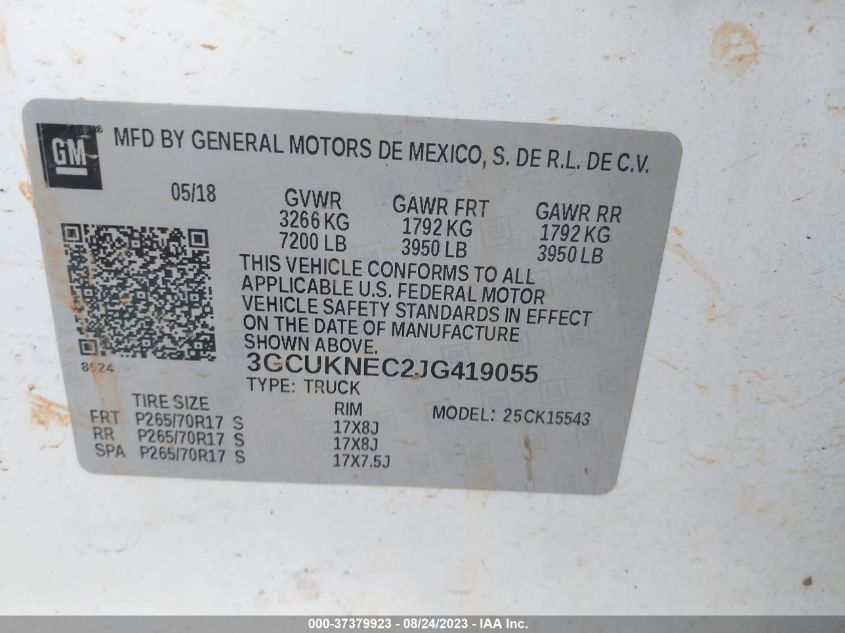 GM®
MFD BY GENERAL MOTORS DE MEXICO, S. DE R.L. DE C.V.
05/18
GVWR
3266 KG
7200 LB
GAWR FRT
1792 KG
3950 LB
GAWR RR
1792 KG
3950 LB
THIS VEHICLE CONFORMS TO ALL
APPLICABLE U.S. FEDERAL MOTOR
VEHICLE SAFETY STANDARDS IN EFFECT
ON THE DATE OF MANUFACTURE
SHOWN ABOVE.
8624
3GCUKNEC2JG419055
TYPE: TRUCK
TIRE SIZE
RIM
MODEL: 25CK15543
FRT P265/70R17 S 17X8J
RR P265/70R17 S 17X8J
SPA P265/70R17 S 17X7.5J
000-37379923 - 08/24/2023 - IAA Inc.